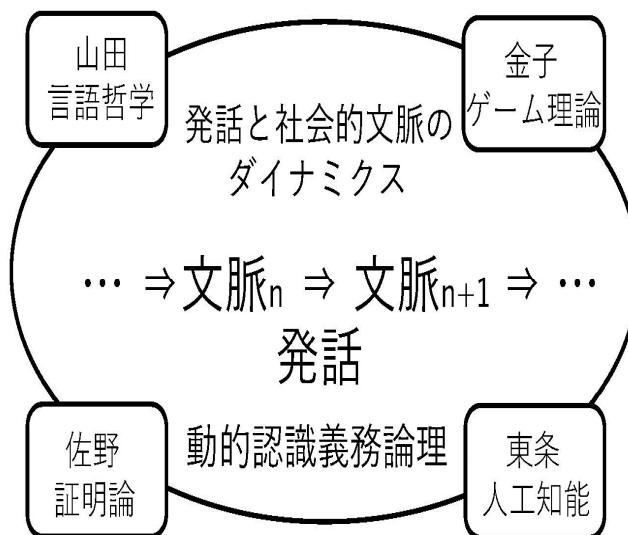 山田
言語哲学
金子
ゲーム理論
発話と社会的文脈の
ダイナミクス
… ⇒文脈n ⇒ 文脈n+1 ⇒ …
発話
動的認識義務論理
佐野
証明論
東条
人工知能